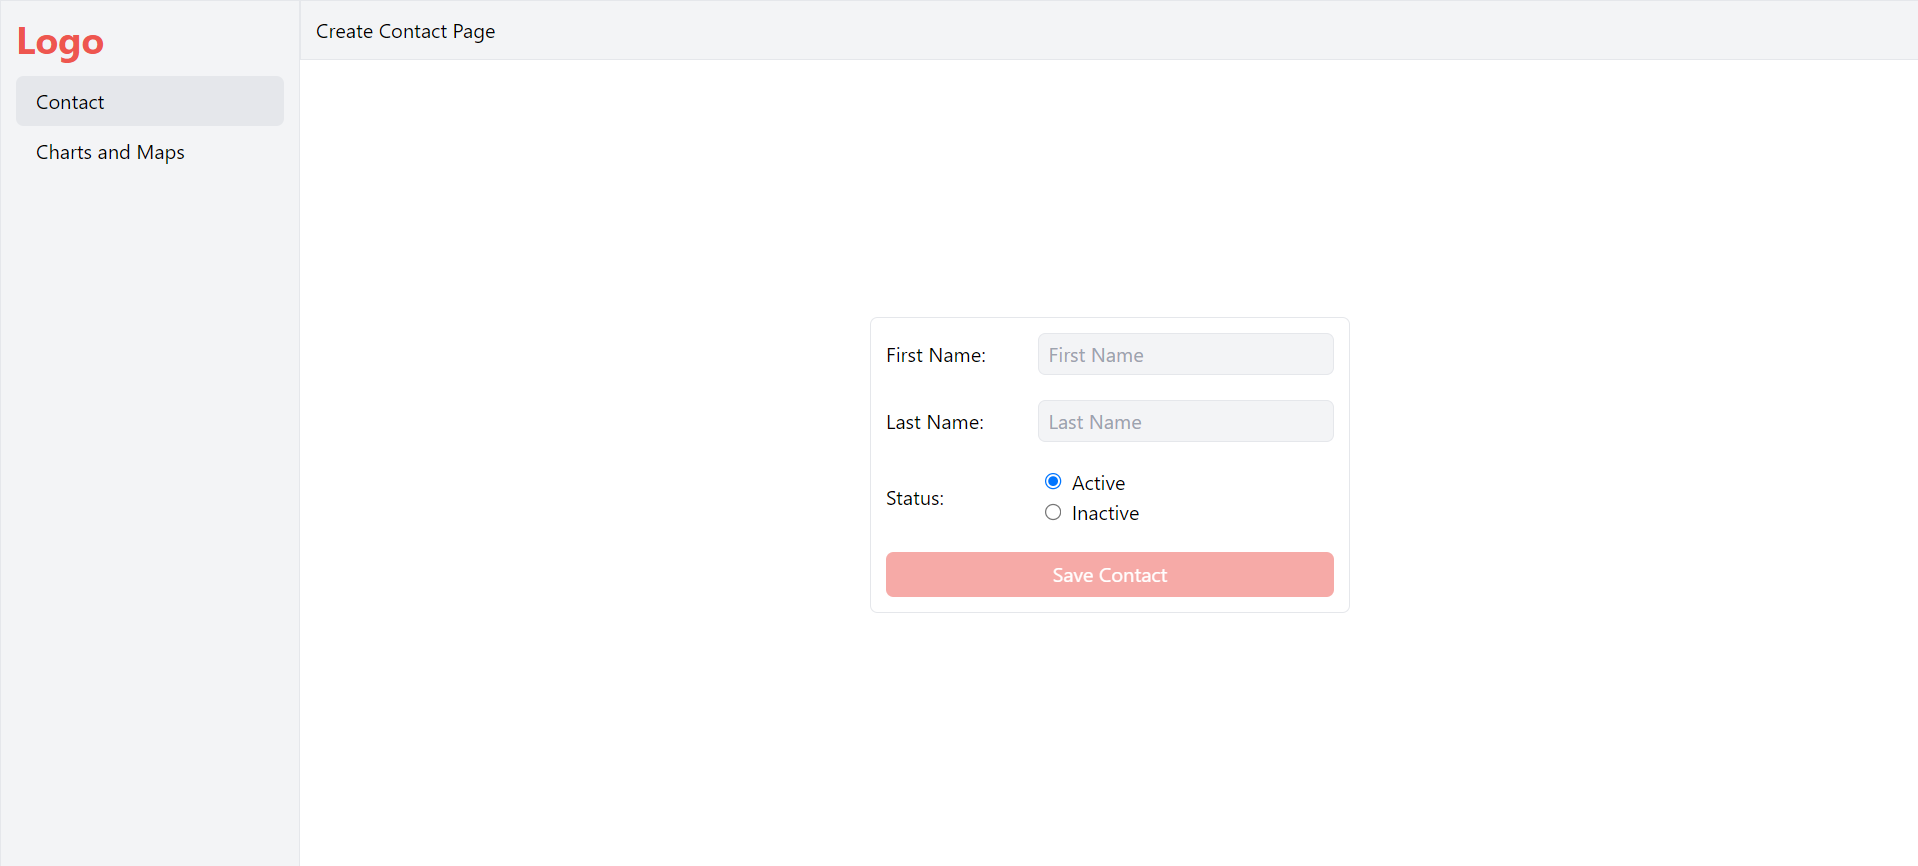 Logo
Contact
Charts and Maps
Create Contact Page
First Name: First Name
Last Name: Last Name
Status:
Active
Inactive
Save Contact